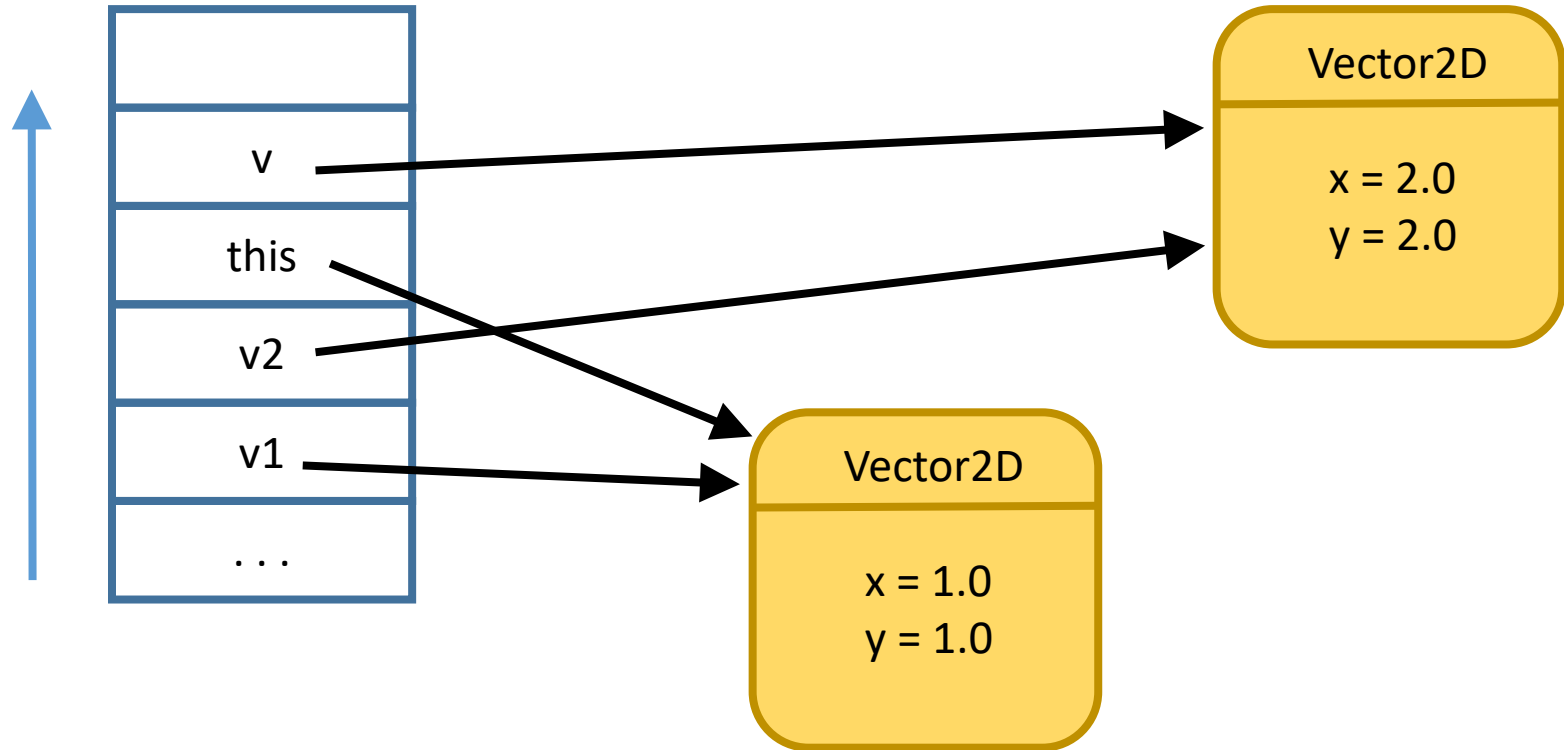 v
this
v2
v1
. . .
Vector2D
x = 2.0
y = 2.0
Vector2D
x = 1.0
y = 1.0